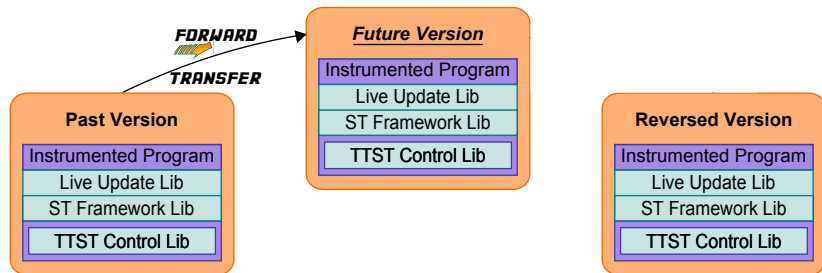 FORWARD
TRANSFER
Future Version
Instrumented Program
Live Update Lib
ST Framework Lib
TTST Control Lib
Past Version
Instrumented Program
Live Update Lib
ST Framework Lib
TTST Control Lib
Reversed Version
Instrumented Program
Live Update Lib
ST Framework Lib
TTST Control Lib